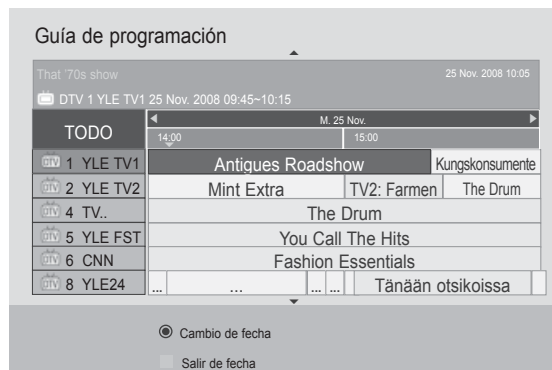 Guía de programación
That '70s show 25 Nov. 2008 10:05
DTV 1 YLE TV1 25 Nov. 2008 09:45~10:15
TODO
M. 25 Nov.
14:00 15:00
DTV 1 YLE TV1 Antigues Roadshow Kungskonsumente
DTV 2 YLE TV2 Mint Extra TV2: Farmen The Drum
DTV 4 TV.. The Drum
DTV 5 YLE FST You Call The Hits
DTV 6 CNN Fashion Essentials
DTV 8 YLE24 ... ... ... ... Tänään otsikoissa
Cambio de fecha
Salir de fecha